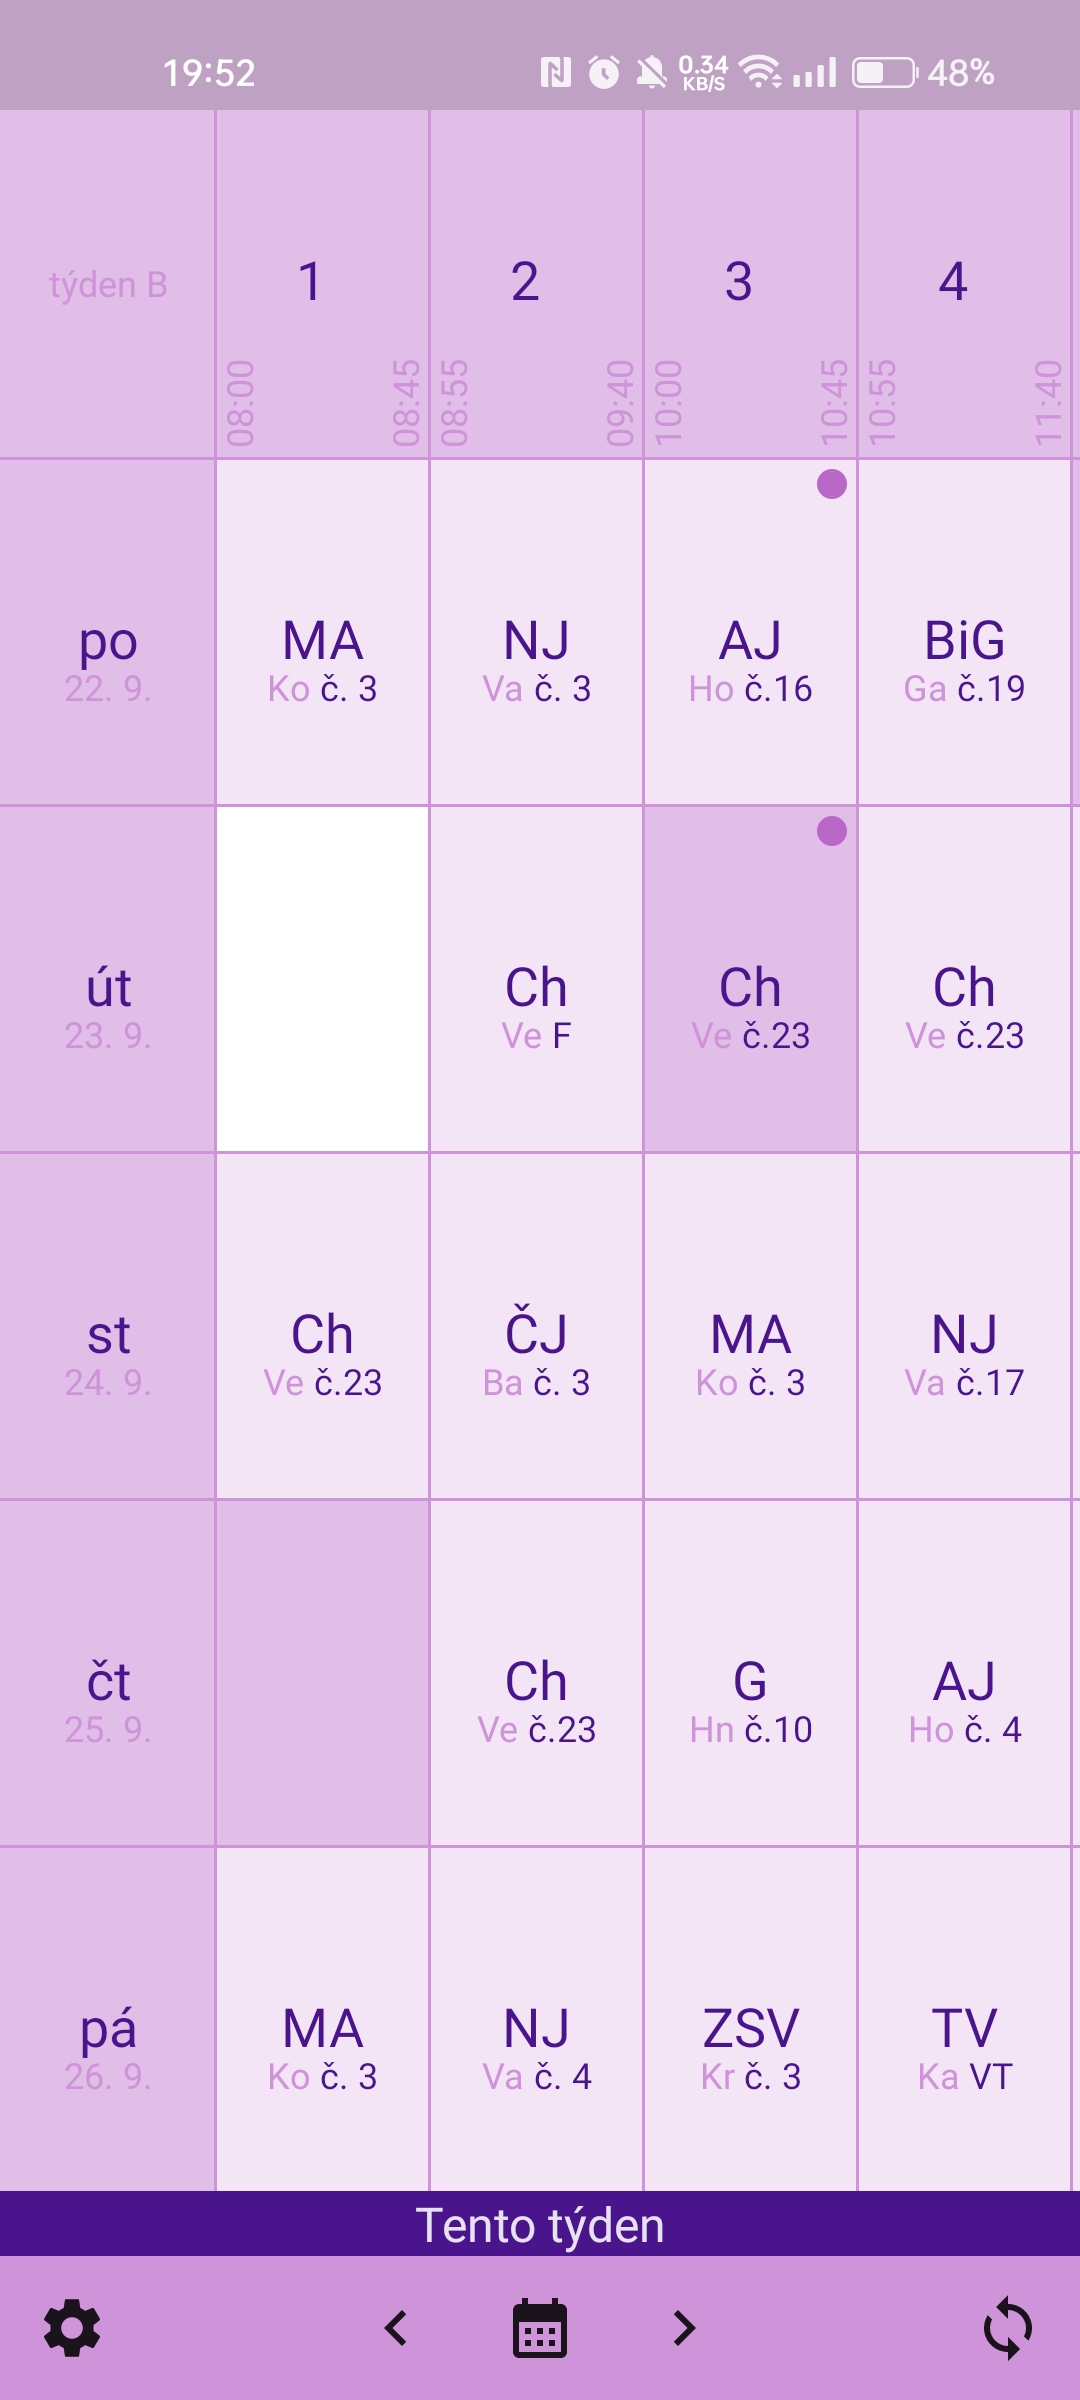 19:52 0.34 KB/S 48%
týden B 1 2 3 4
08:00 08:45 08:55 09:40 10:00 10:45 10:55 11:40
po MA NJ AJ BiG
22. 9. Ko č. 3 Va č. 3 Ho č.16 Ga č.19
út Ch Ch Ch
23. 9. Ve F Ve č.23 Ve č.23
st Ch ČJ MA NJ
24. 9. Ve č.23 Ba č. 3 Ko č. 3 Va č.17
čt Ch G AJ
25. 9. Ve č.23 Hn č.10 Ho č. 4
pá MA NJ ZSV TV
26. 9. Ko č. 3 Va č. 4 Kr č. 3 Ka VT
Tento týden